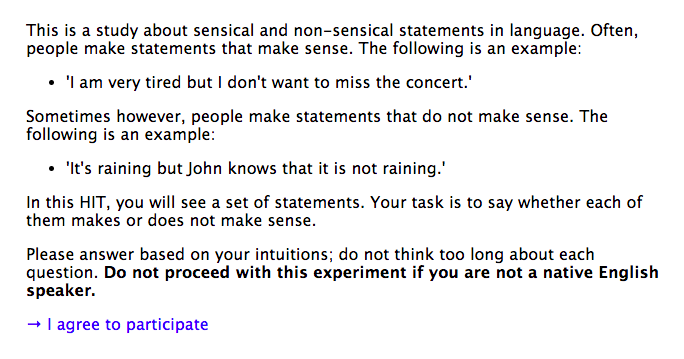 This is a study about sensical and non-sensical statements in language. Often,
people make statements that make sense. The following is an example:
• 'I am very tired but I don't want to miss the concert.'
Sometimes however, people make statements that do not make sense. The
following is an example:
• 'It's raining but John knows that it is not raining.'
In this HIT, you will see a set of statements. Your task is to say whether each of
them makes or does not make sense.
Please answer based on your intuitions; do not think too long about each
question. Do not proceed with this experiment if you are not a native English
speaker.
→ I agree to participate